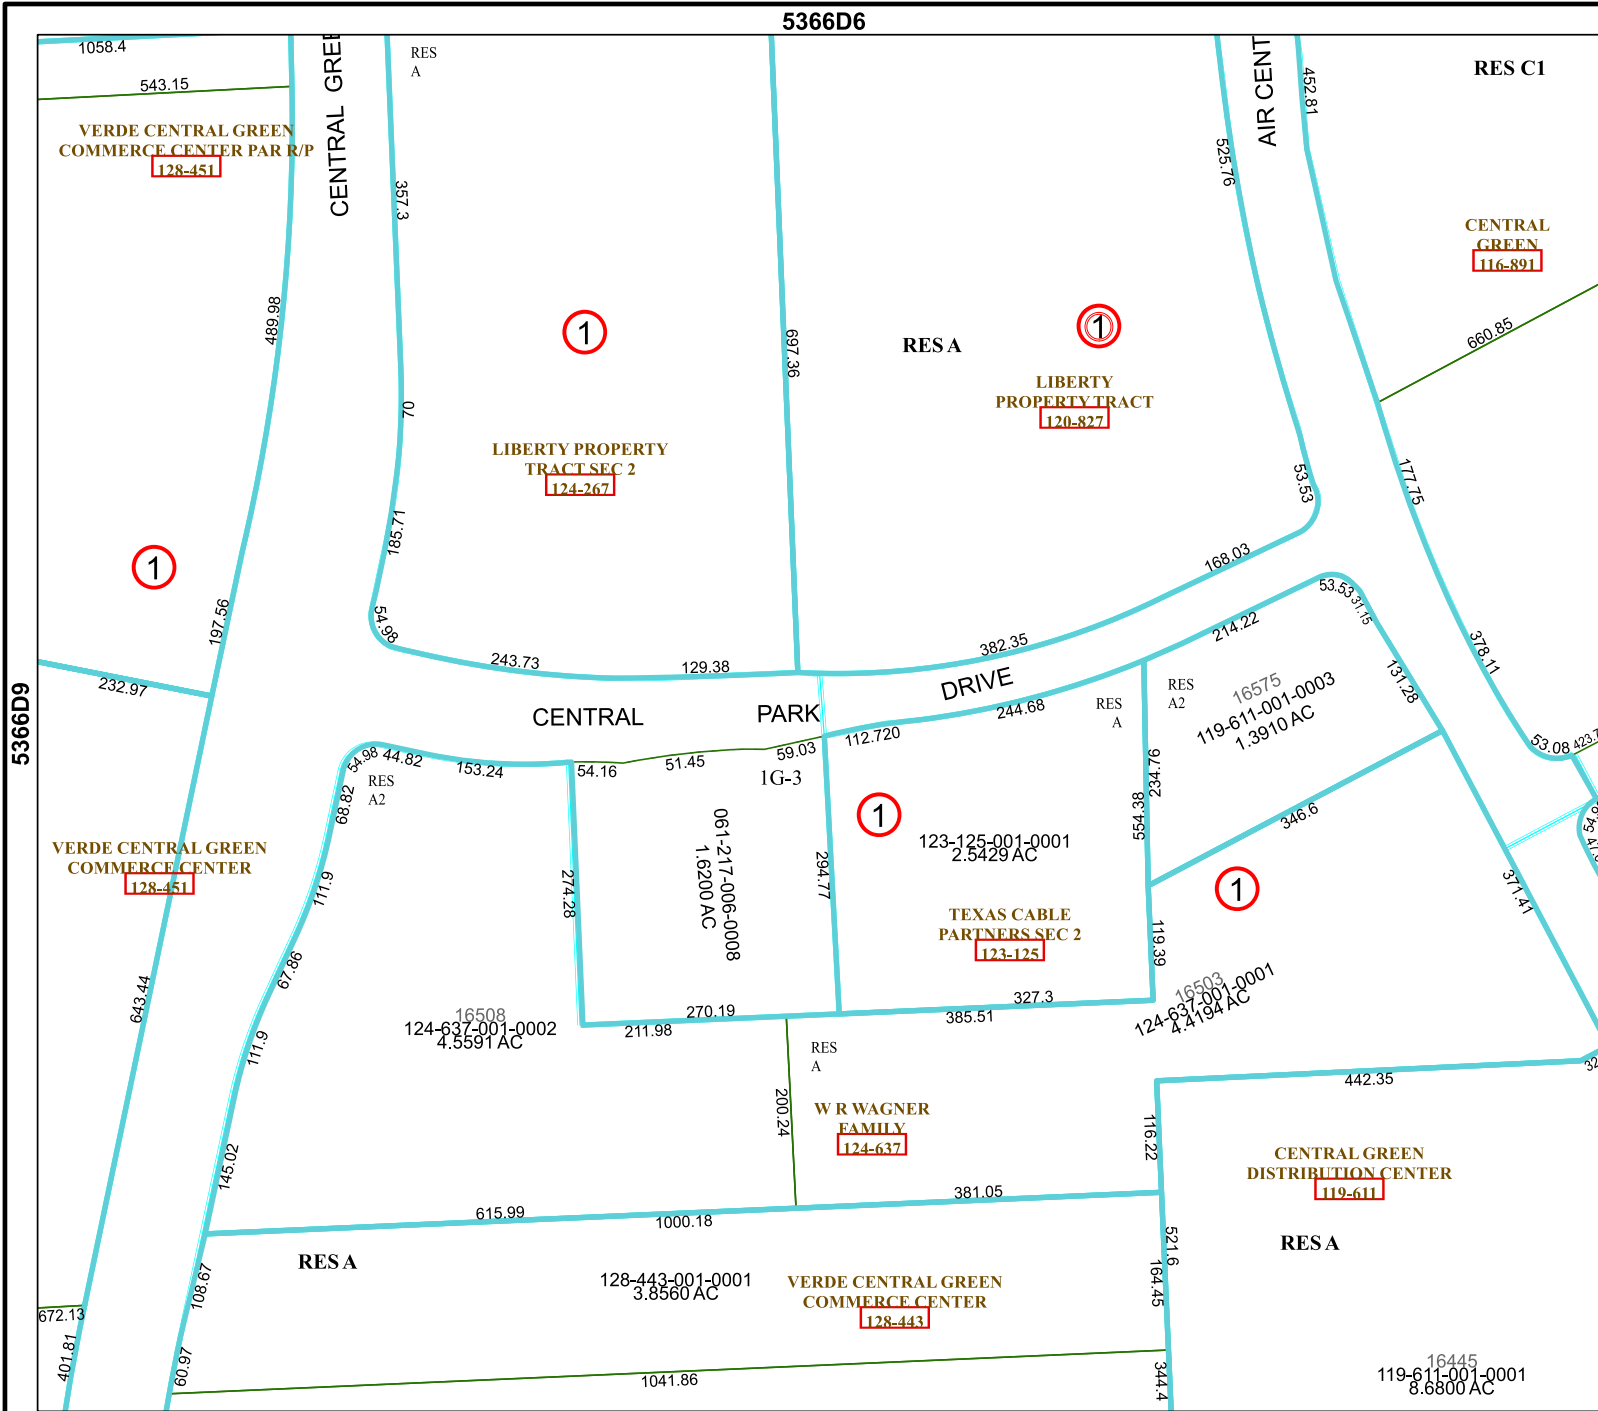 5366D6
5366D9
1058.4
543.15
VERDE CENTRAL GREEN
COMMERCE CENTER PAR R/P
128-451
CENTRAL GREE
RES
A
357.3
489.98
70
185.71
54.98
197.56
232.97
1
1
LIBERTY PROPERTY
TRACT SEC 2
124-267
697.36
RES A
1
LIBERTY
PROPERTY TRACT
120-827
525.76
AIR CENT
452.81
RES C1
CENTRAL
GREEN
116-891
660.85
53.53
177.75
168.03
382.35
243.73
129.38
CENTRAL
PARK
DRIVE
244.68
112.720
214.22
53.53
31.15
131.28
378.11
53.08
423.7
RES
A
RES
A2
16575
119-611-001-0003
1.3910 AC
234.76
554.38
346.6
54.98
44.82
153.24
54.16
51.45
59.03
1G-3
RES
A2
68.82
111.9
67.86
111.9
145.02
VERDE CENTRAL GREEN
COMMERCE CENTER
128-451
643.44
274.28
061-217-006-0008
1.6200 AC
294.77
1
123-125-001-0001
2.5429 AC
TEXAS CABLE
PARTNERS SEC 2
123-125
1
119.39
371.41
327.3
385.51
270.19
211.98
16508
124-637-001-0002
4.5591 AC
16503
124-637-001-0001
4.4194 AC
RES
A
200.24
W R WAGNER
FAMILY
124-637
442.35
116.22
CENTRAL GREEN
DISTRIBUTION CENTER
119-611
RES A
381.05
615.99
1000.18
521.6
164.45
RES A
108.67
128-443-001-0001
3.8560 AC
VERDE CENTRAL GREEN
COMMERCE CENTER
128-443
672.13
401.81
60.97
1041.86
344.4
16445
119-611-001-0001
8.6800 AC